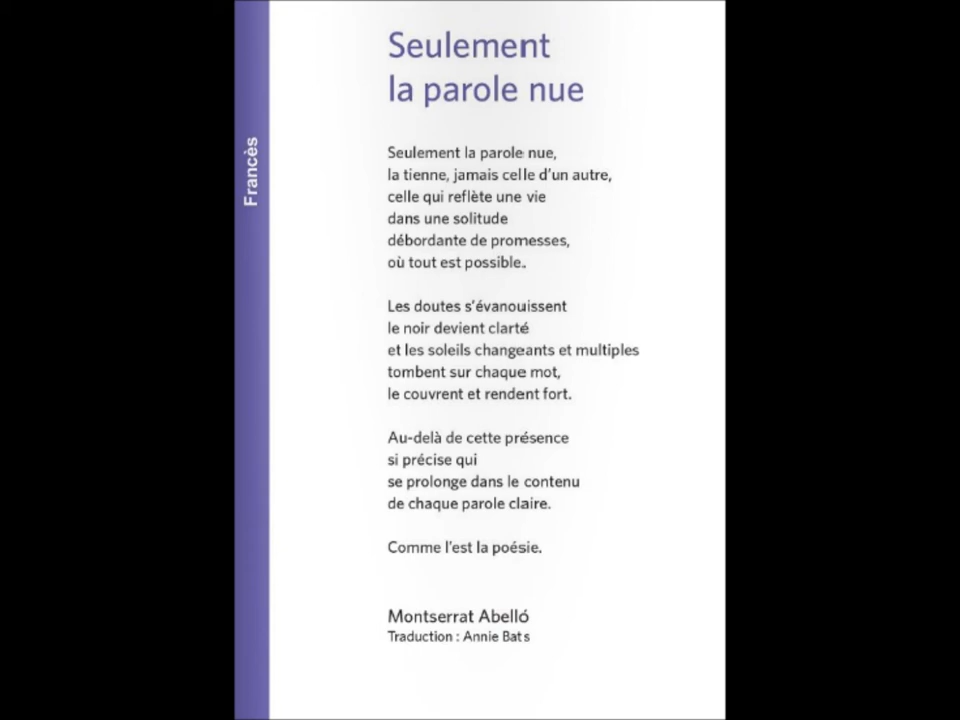 Francès
Seulement
la parole nue
Seulement la parole nue,
la tienne, jamais celle d'un autre,
celle qui reflète une vie
dans une solitude
débordante de promesses,
où tout est possible.
Les doutes s'évanouissent
le noir devient clarté
et les soleils changeants et multiples
tombent sur chaque mot,
le couvrent et rendent fort.
Au-delà de cette présence
si précise qui
se prolonge dans le contenu
de chaque parole claire.
Comme l'est la poésie.
Montserrat Abelló
Traduction : Annie Bats